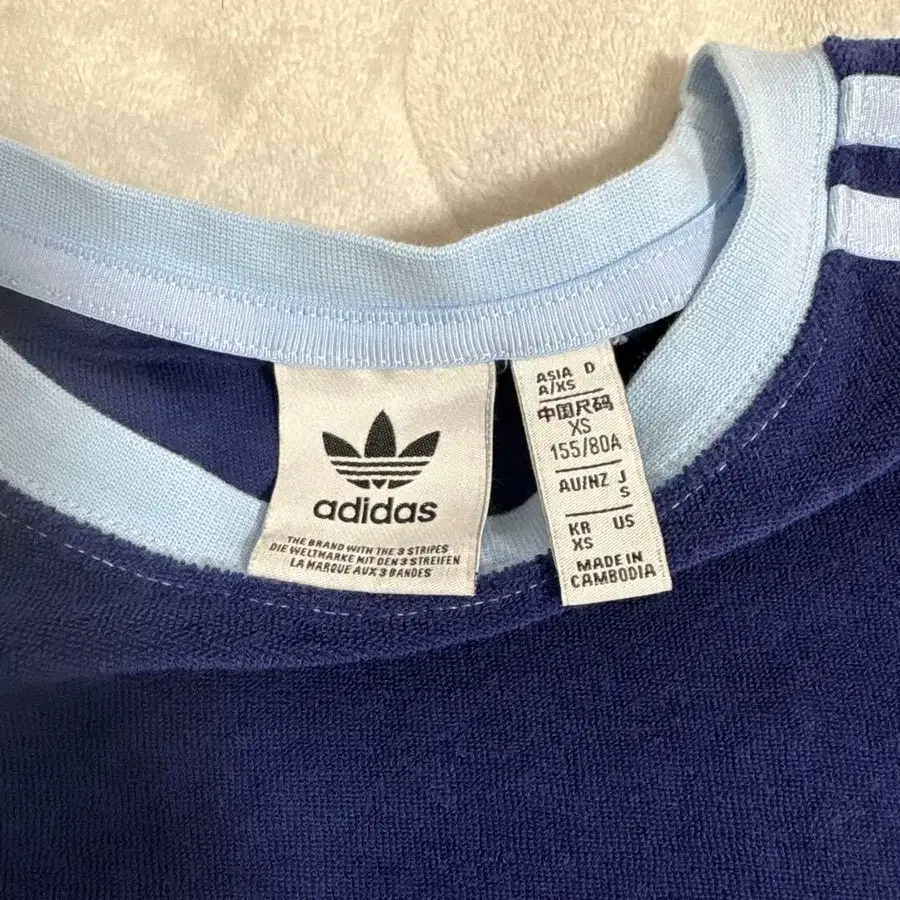 adidas
THE BRAND WITH THE 3 STRIPES
DIE WELTMARKE MIT DEN 3 STREIFEN
LA MARQUE AUX 3 BANDES
ASIA D
A/XS
中国尺码
XS
155/80A
AU/NZ J
S
KR US
XS
MADE IN
CAMBODIA